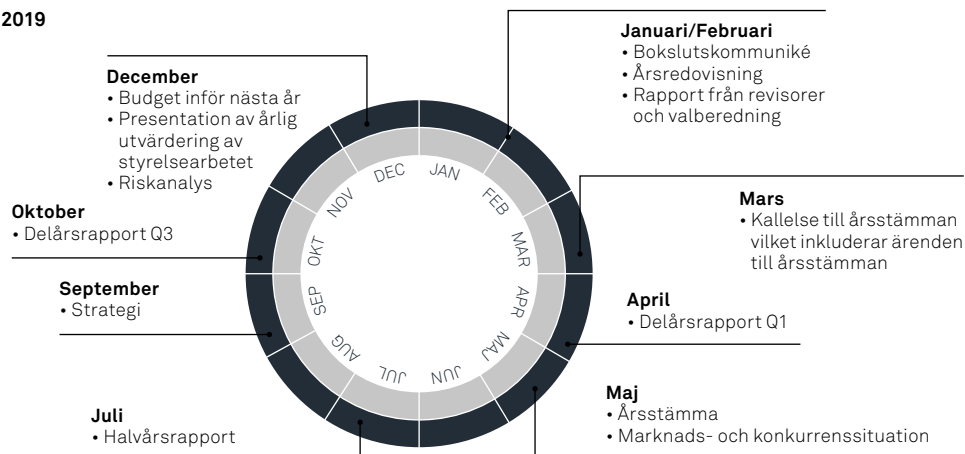 2019
Januari/Februari
• Bokslutskommuniké
• Årsredovisning
• Rapport från revisorer
och valberedning
December
• Budget inför nästa år
• Presentation av årlig
utvärdering av
styrelsearbetet
• Riskanalys
Mars
• Kallelse till årsstämman
vilket inkluderar ärenden
till årsstämman
Oktober
• Delårsrapport Q3
September
• Strategi
April
• Delårsrapport Q1
Juli
• Halvårsrapport
Maj
• Årsstämma
• Marknads- och konkurrenssituation
JAN
FEB
MAR
APR
MAJ
JUN
JUL
AUG
SEP
OKT
NOV
DEC